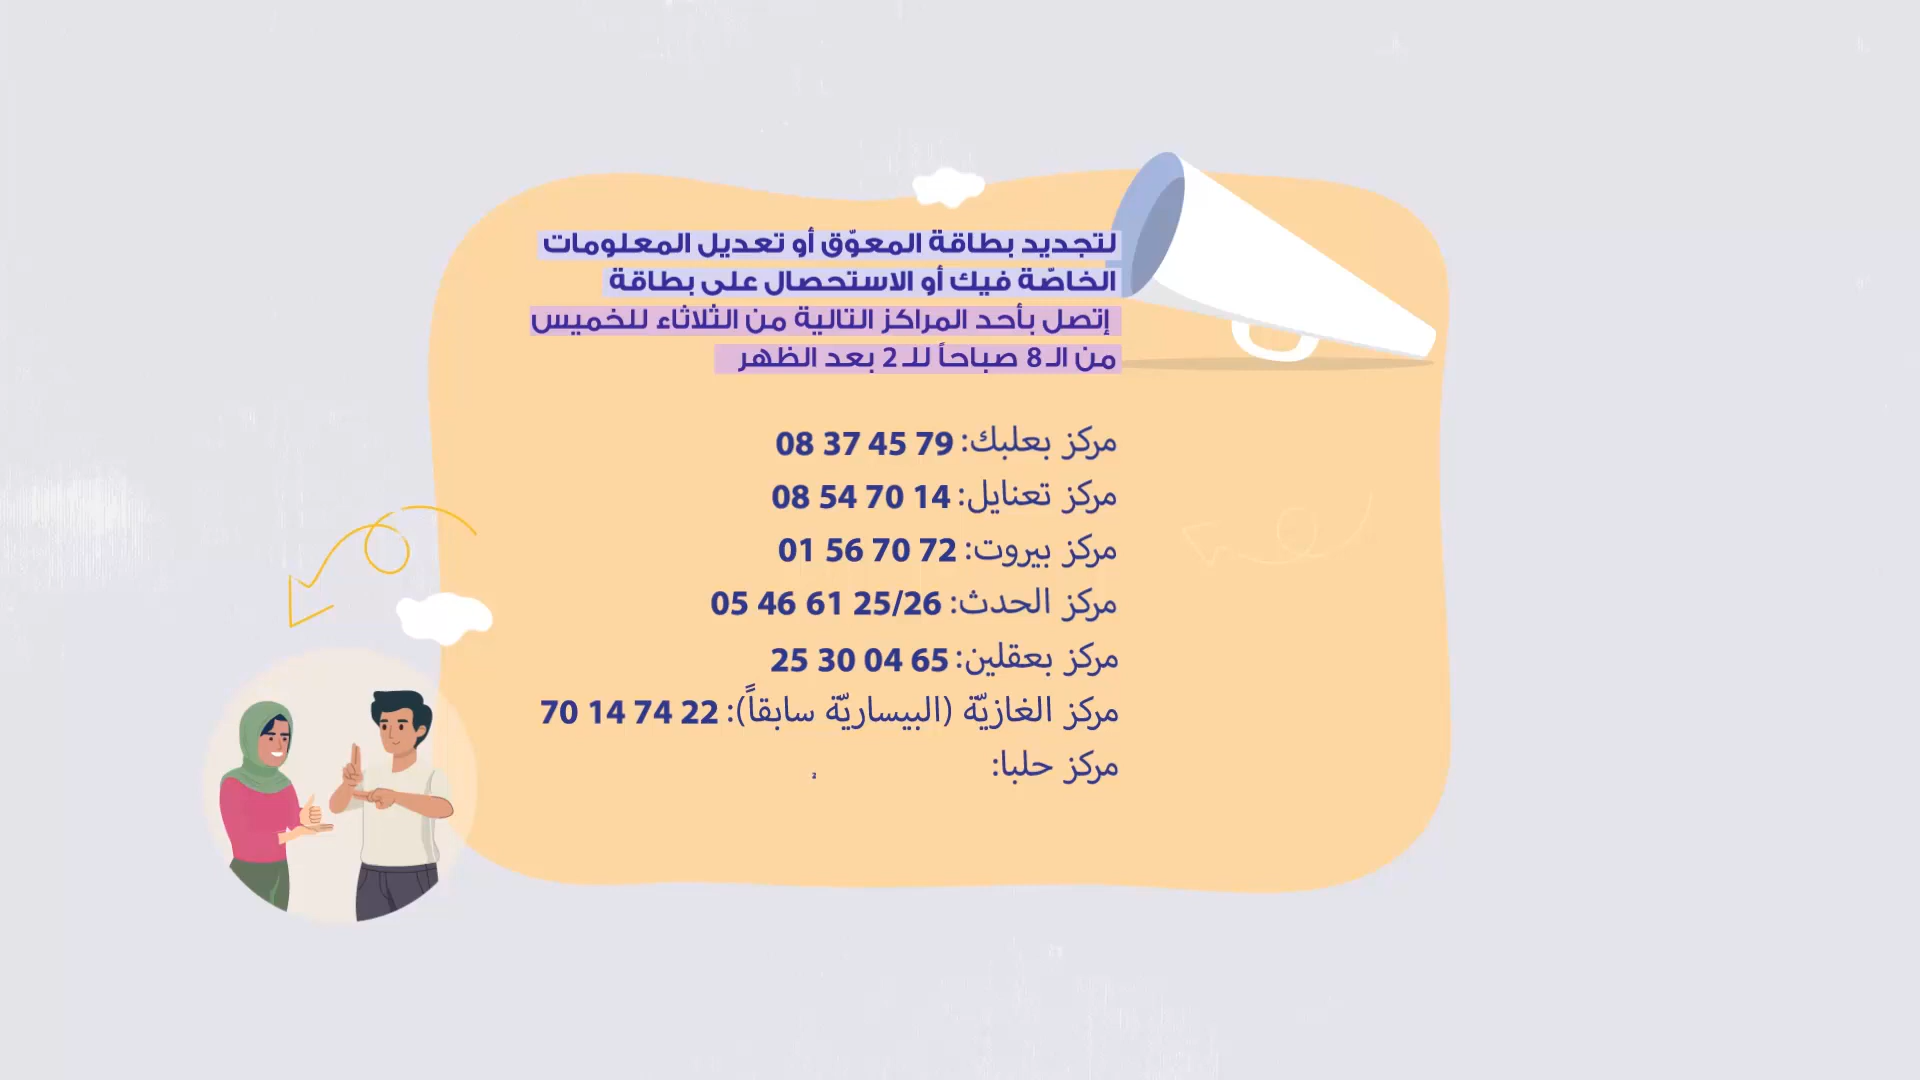 لتجديد بطاقة المعوّق أو تعديل المعلومات
الخاصّة فيك أو الاستحصال على بطاقة
إتصل بأحد المراكز التالية من الثلاثاء للخميس
من الـ 8 صباحاً للـ 2 بعد الظهر
مركز بعلبك: 08 37 45 79
مركز تعنايل: 08 54 70 14
مركز بيروت: 01 56 70 72
مركز الحدث: 05 46 61 25/26
مركز بعقلين: 25 30 04 65
مركز الغازيّة (البيساريّة سابقاً): 70 14 74 22
مركز حلبا: